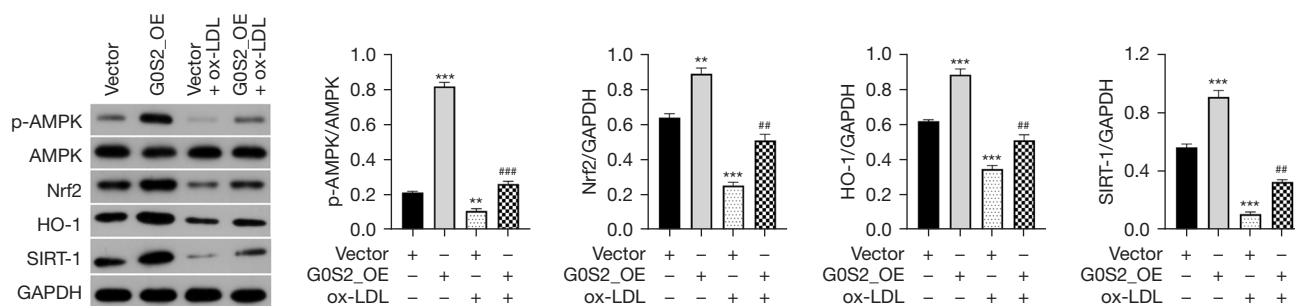 Vector
G0S2_OE
Vector
+ ox-LDL
G0S2_OE
+ ox-LDL
p-AMPK
AMPK
Nrf2
HO-1
SIRT-1
GAPDH
p-AMPK/AMPK
1.0
0.8
0.6
0.4
0.2
0.0
***
**
###
Vector + – + –
G0S2_OE – + – +
ox-LDL – – + +
Nrf2/GAPDH
1.0
0.8
0.6
0.4
0.2
0.0
**
***
##
Vector + – + –
G0S2_OE – + – +
ox-LDL – – + +
HO-1/GAPDH
1.0
0.8
0.6
0.4
0.2
0.0
***
***
##
Vector + – + –
G0S2_OE – + – +
ox-LDL – – + +
SIRT-1/GAPDH
1.2
0.9
0.6
0.3
0.0
***
***
##
Vector + – + –
G0S2_OE – + – +
ox-LDL – – + +